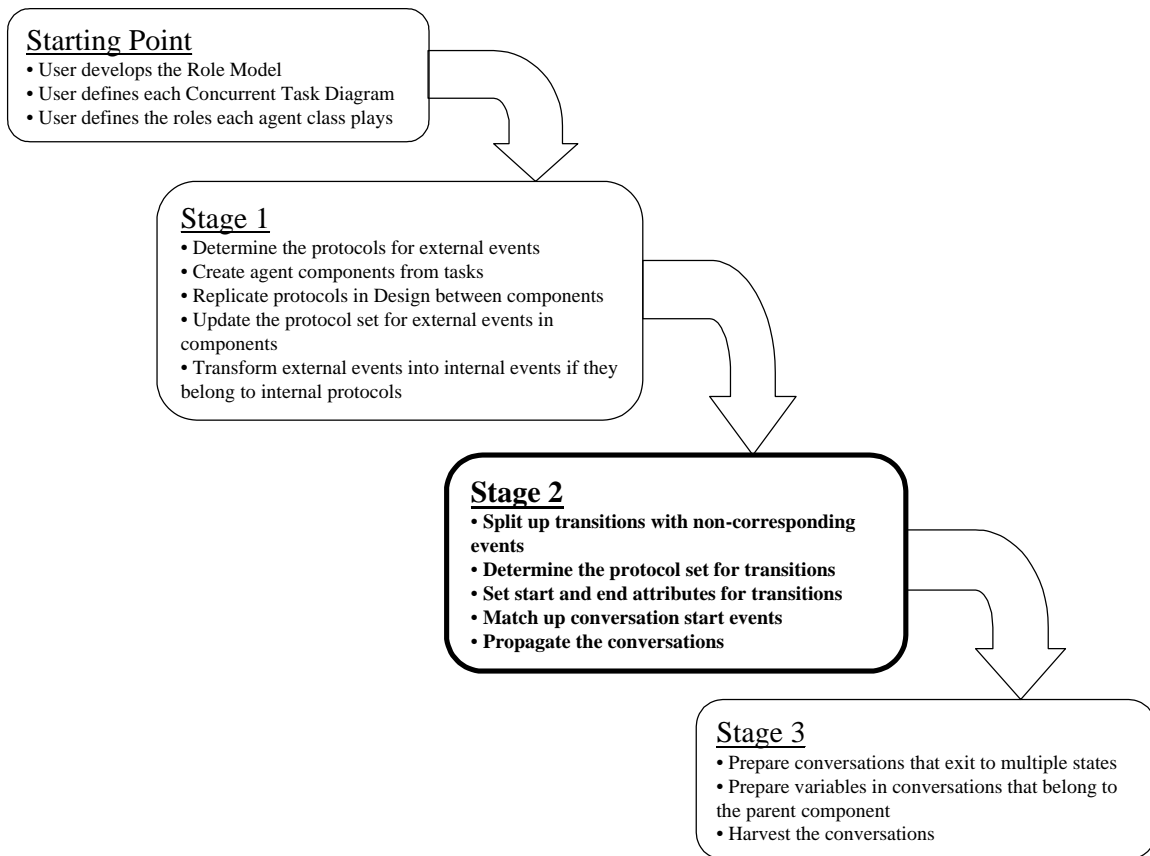 Starting Point
• User develops the Role Model
• User defines each Concurrent Task Diagram
• User defines the roles each agent class plays
Stage 1
• Determine the protocols for external events
• Create agent components from tasks
• Replicate protocols in Design between components
• Update the protocol set for external events in
components
• Transform external events into internal events if they
belong to internal protocols
Stage 2
• Split up transitions with non-corresponding
events
• Determine the protocol set for transitions
• Set start and end attributes for transitions
• Match up conversation start events
• Propagate the conversations
Stage 3
• Prepare conversations that exit to multiple states
• Prepare variables in conversations that belong to
the parent component
• Harvest the conversations